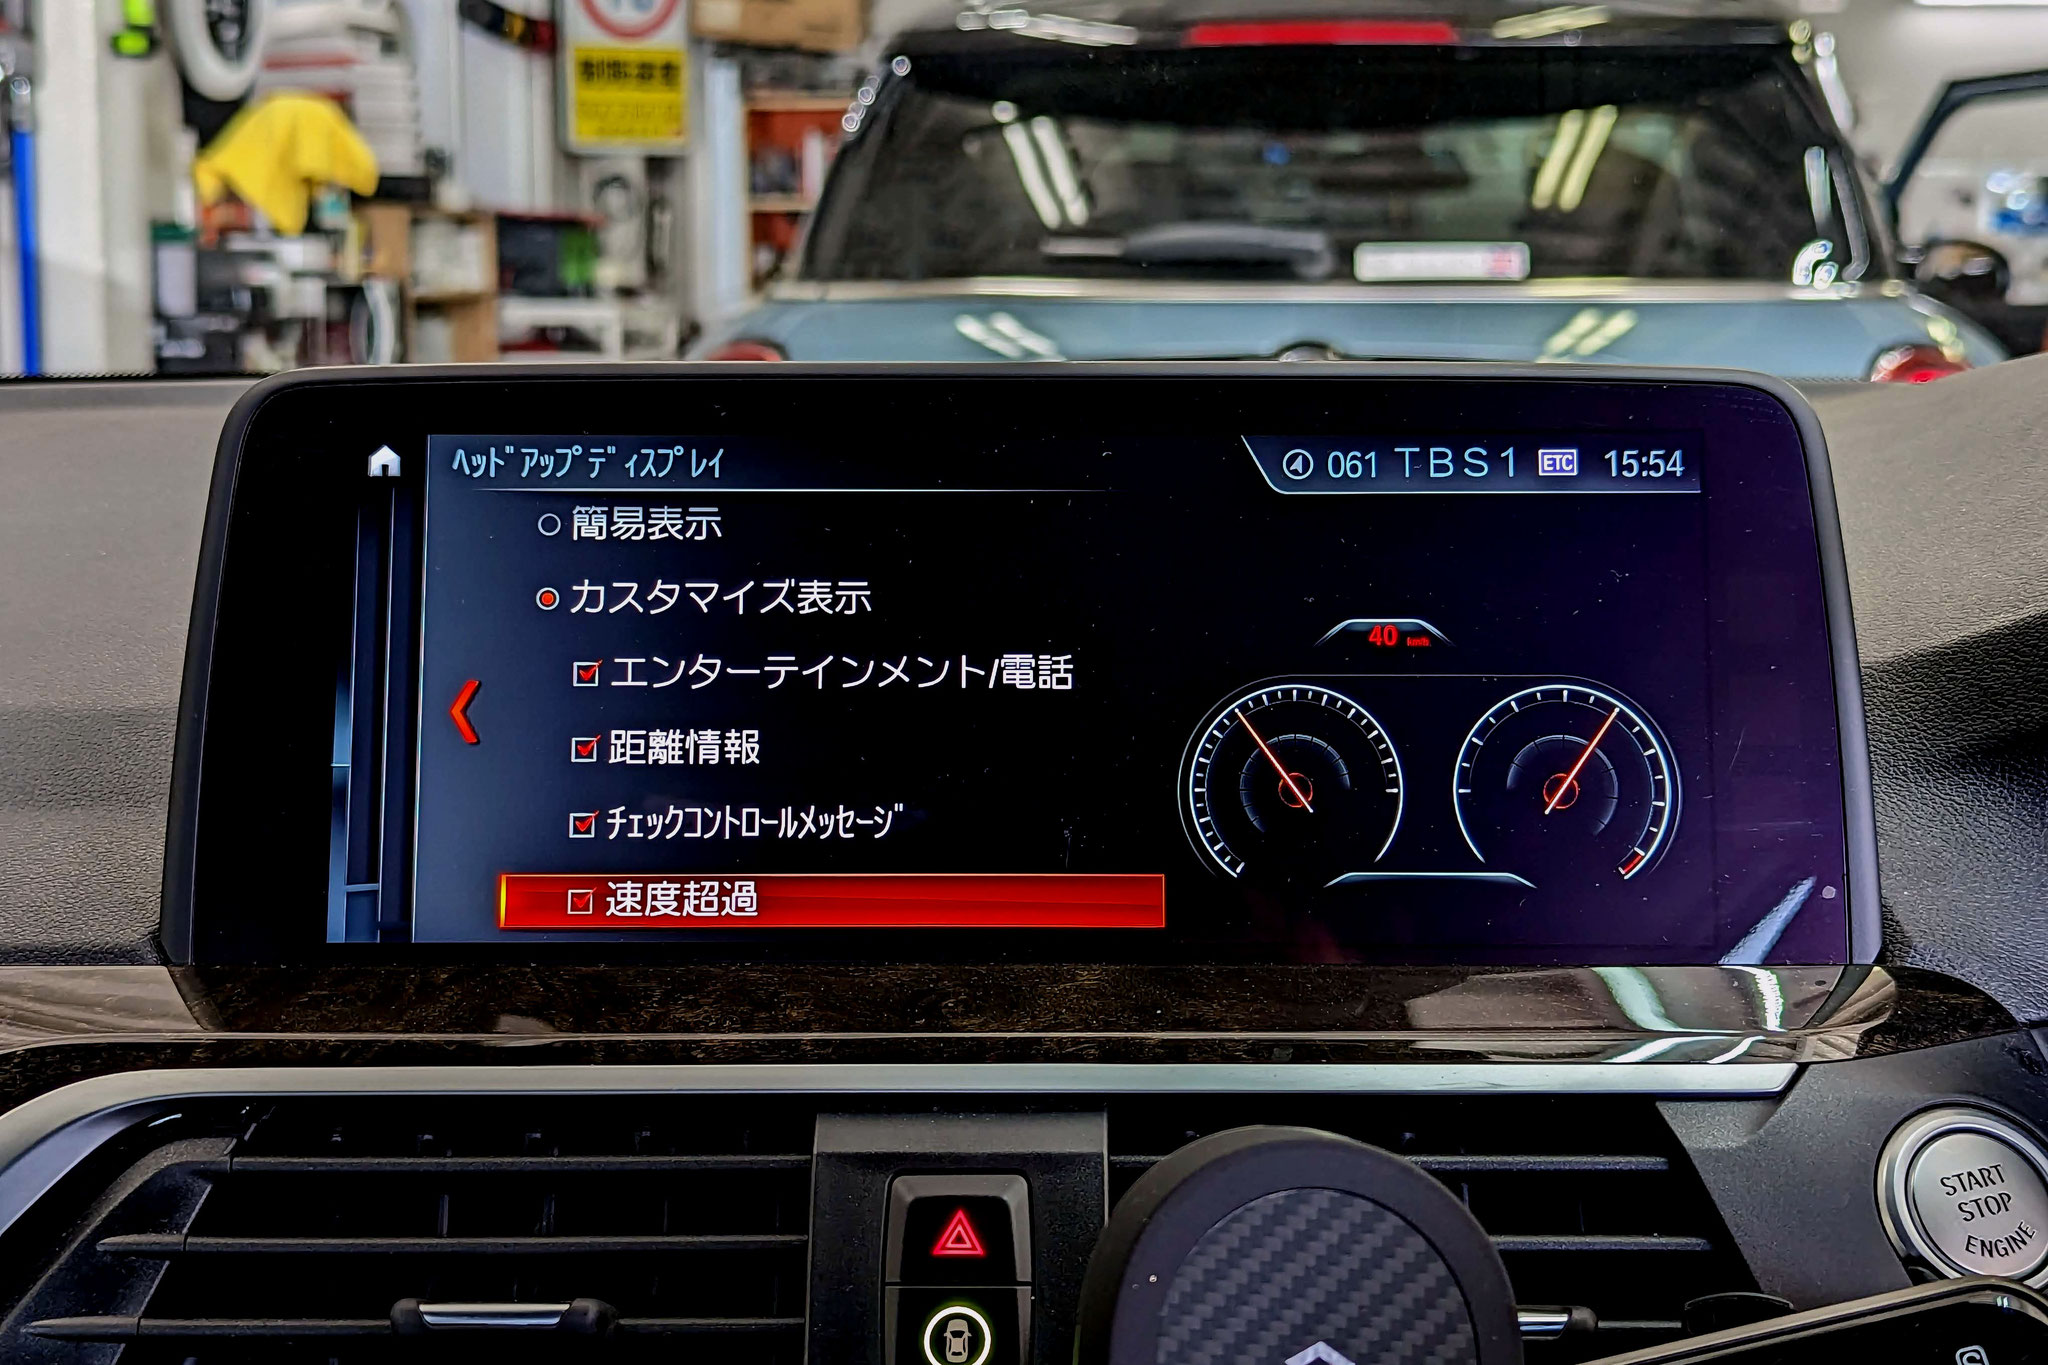 ヘッドアップディスプレイ
061 TBS1 ETC 15:54
簡易表示
カスタマイズ表示
エンターテインメント/電話
距離情報
チェックコントロールメッセージ
速度超過
40 km/h
START
STOP
ENGINE